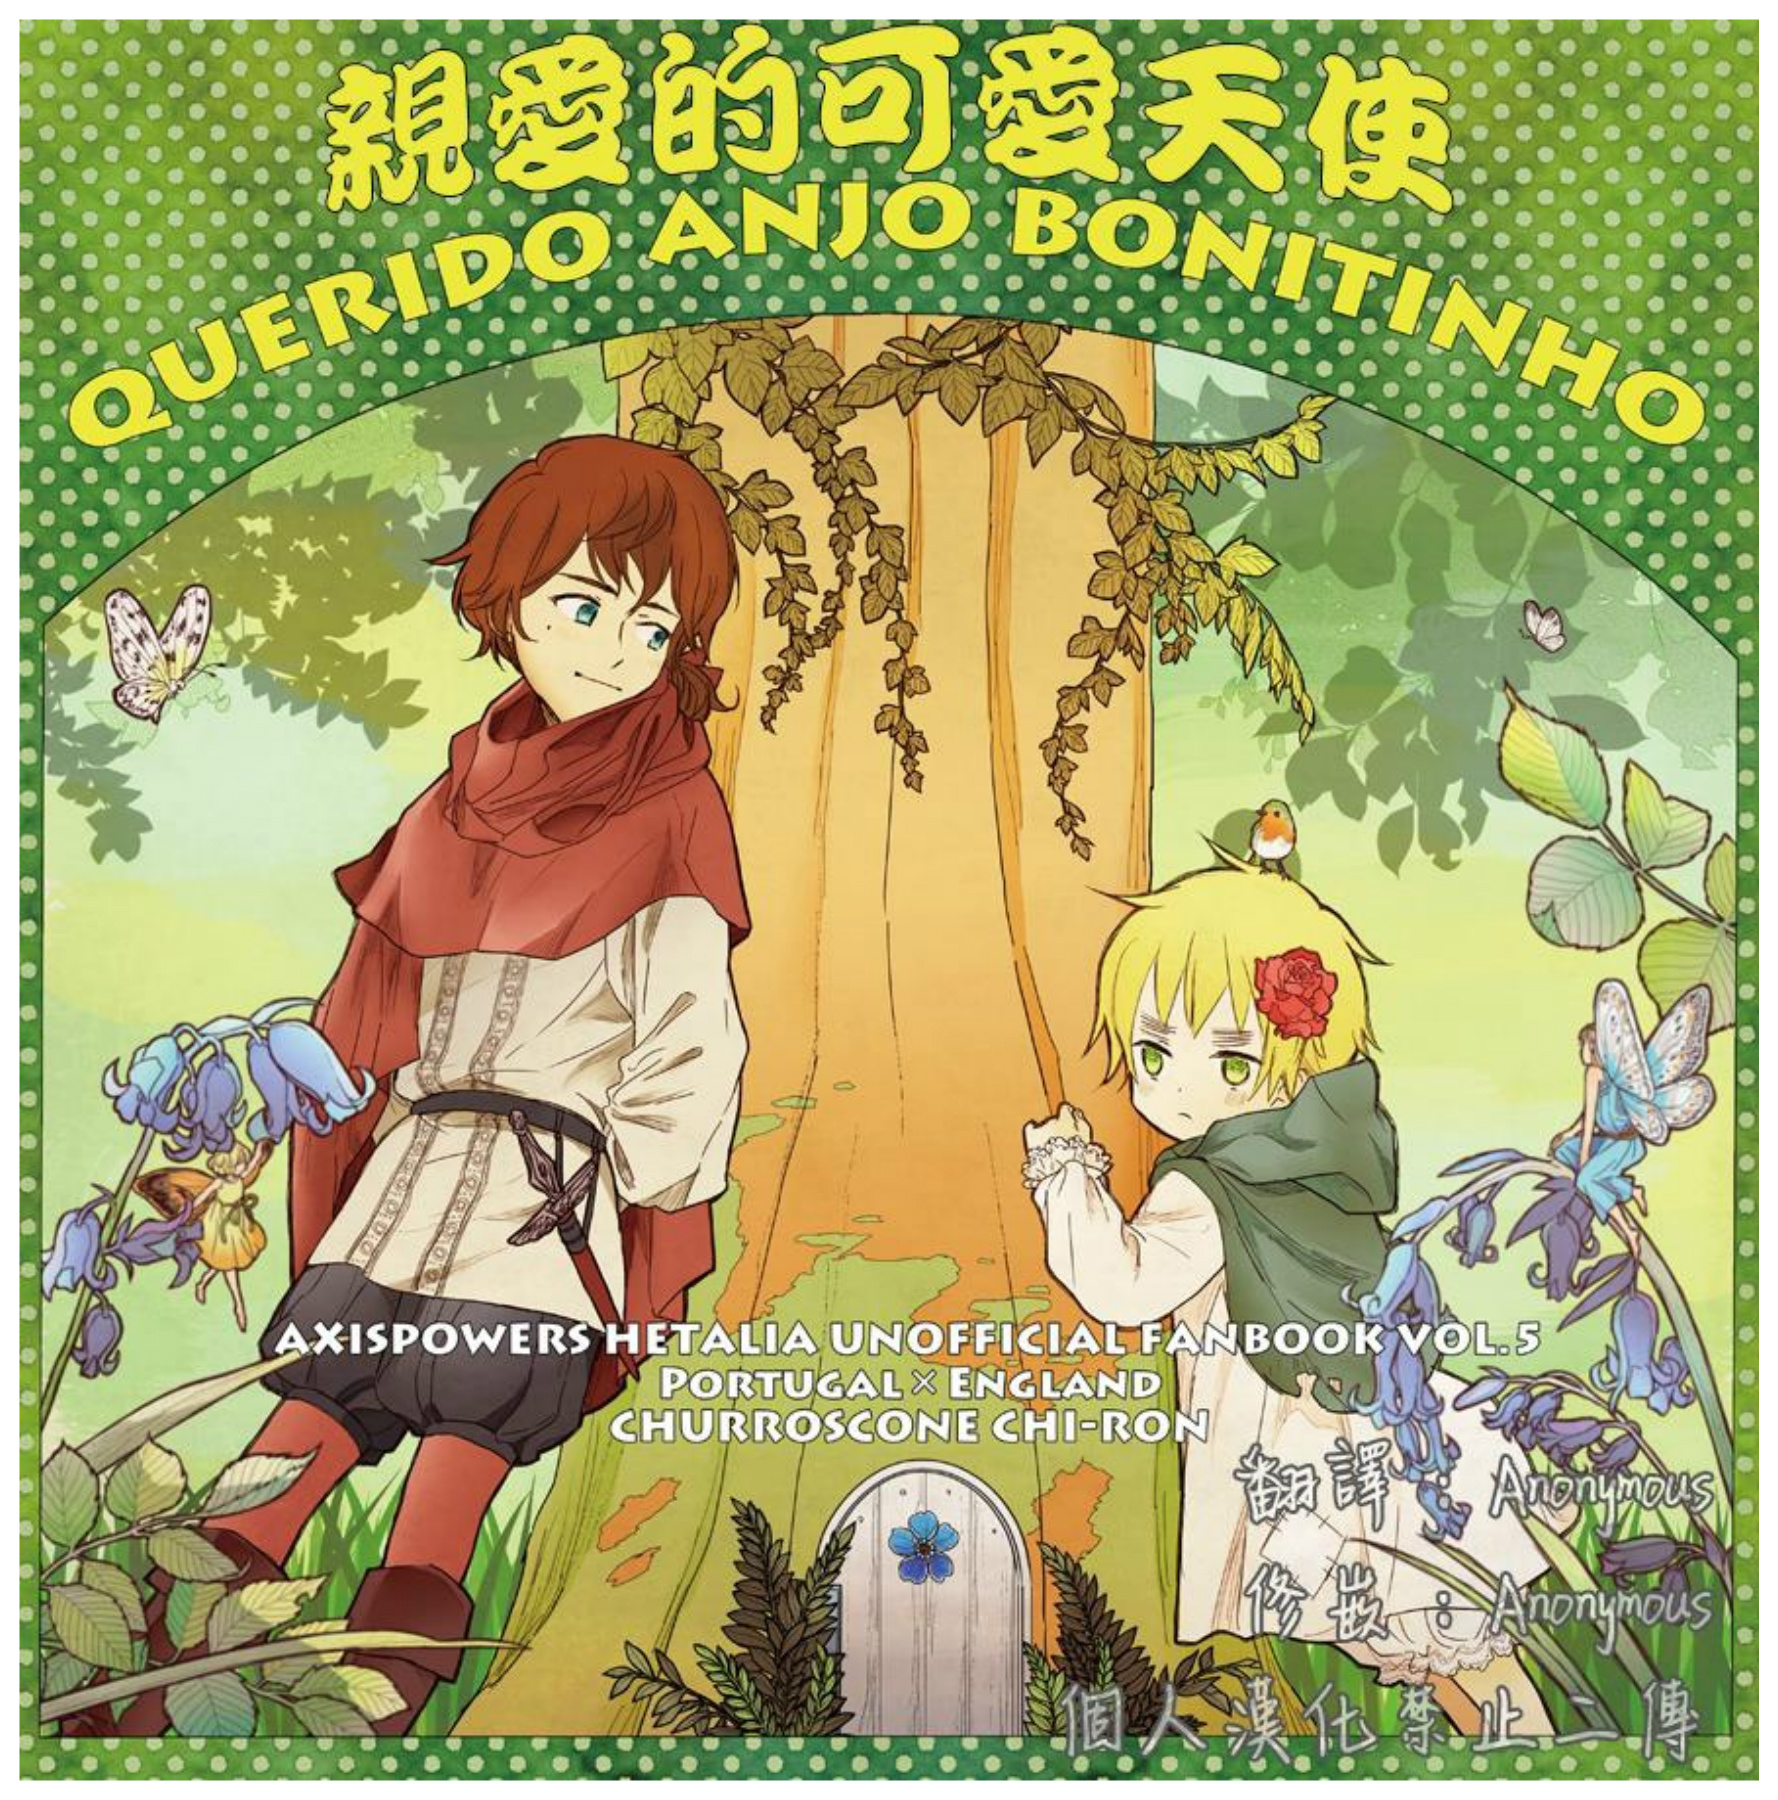 親愛的可愛天使
QUERIDO ANJO BONITINHO
AXISPOWERS HETALIA UNOFFICIAL FANBOOK VOL.5
PORTUGAL×ENGLAND
CHURROSCONE CHI-RON
翻譯：Anonymous
修嵌：Anonymous
個人漢化禁止二傳